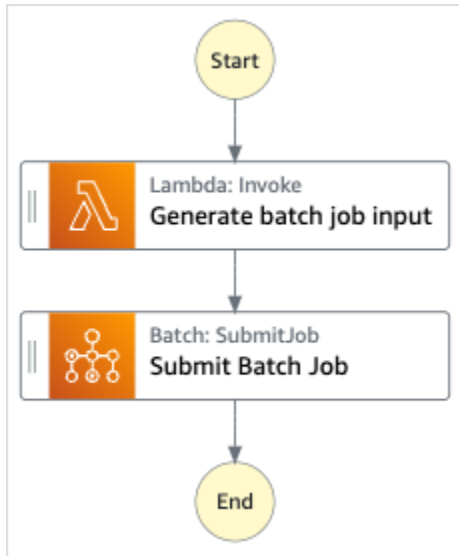 Start
Lambda: Invoke
Generate batch job input
Batch: SubmitJob
Submit Batch Job
End